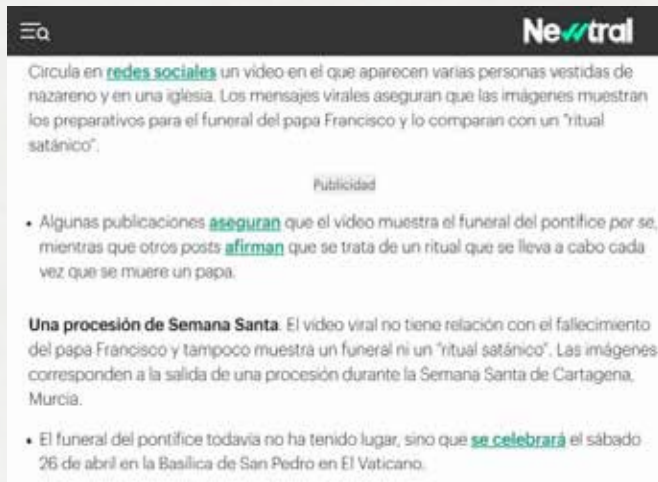 Newtral
Circula en redes sociales un vídeo en el que aparecen varias personas vestidas de
nazareno y en una iglesia. Los mensajes virales aseguran que las imágenes muestran
los preparativos para el funeral del papa Francisco y lo comparan con un "ritual
satánico".
Publicidad
• Algunas publicaciones aseguran que el vídeo muestra el funeral del pontífice per se,
mientras que otros posts afirman que se trata de un ritual que se lleva a cabo cada
vez que se muere un papa.
Una procesión de Semana Santa. El vídeo viral no tiene relación con el fallecimiento
del papa Francisco y tampoco muestra un funeral ni un "ritual satánico". Las imágenes
corresponden a la salida de una procesión durante la Semana Santa de Cartagena,
Murcia.
• El funeral del pontífice todavía no ha tenido lugar, sino que se celebrará el sábado
26 de abril en la Basílica de San Pedro en El Vaticano.